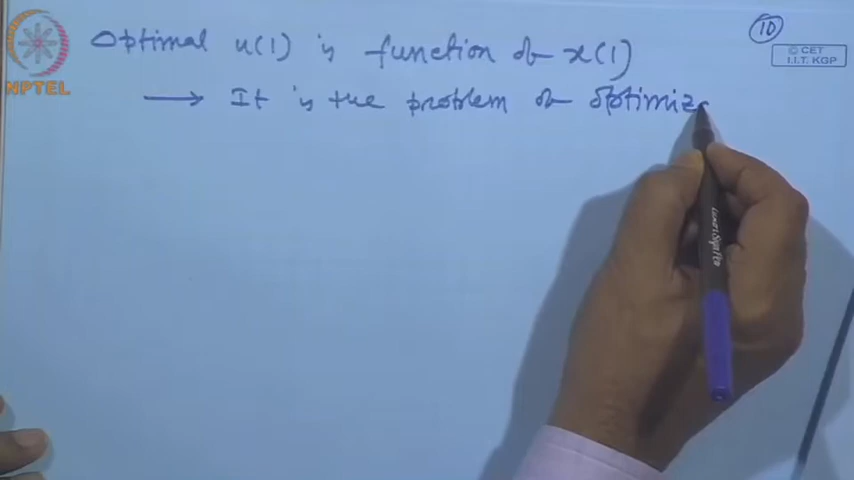 Optimal u(1) is function of x(1)
→ It is the problem of optimiz
10
© CET
I.I.T. KGP
NPTEL